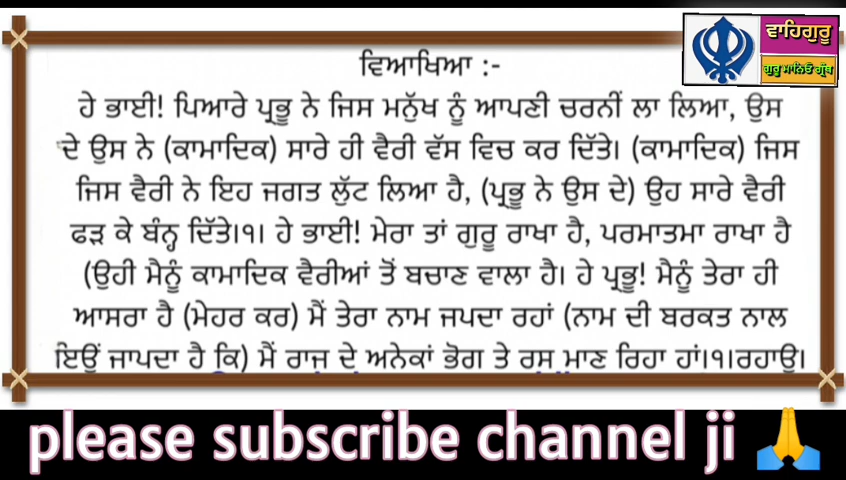 ਵਾਹਿਗੁਰੂ
ਗੁਰੂ ਮਾਨਿਓ ਗ੍ਰੰਥ
ਵਿਆਖਿਆ :-
ਹੇ ਭਾਈ! ਪਿਆਰੇ ਪ੍ਰਭੂ ਨੇ ਜਿਸ ਮਨੁੱਖ ਨੂੰ ਆਪਣੀ ਚਰਨੀਂ ਲਾ ਲਿਆ, ਉਸ
ਦੇ ਉਸ ਨੇ (ਕਾਮਾਦਿਕ) ਸਾਰੇ ਹੀ ਵੈਰੀ ਵੱਸ ਵਿਚ ਕਰ ਦਿੱਤੇ। (ਕਾਮਾਦਿਕ) ਜਿਸ
ਜਿਸ ਵੈਰੀ ਨੇ ਇਹ ਜਗਤ ਲੁੱਟ ਲਿਆ ਹੈ, (ਪ੍ਰਭੂ ਨੇ ਉਸ ਦੇ) ਉਹ ਸਾਰੇ ਵੈਰੀ
ਫੜ ਕੇ ਬੰਨ੍ਹ ਦਿੱਤੇ।੧। ਹੇ ਭਾਈ! ਮੇਰਾ ਤਾਂ ਗੁਰੂ ਰਾਖਾ ਹੈ, ਪਰਮਾਤਮਾ ਰਾਖਾ ਹੈ
(ਉਹੀ ਮੈਨੂੰ ਕਾਮਾਦਿਕ ਵੈਰੀਆਂ ਤੋਂ ਬਚਾਣ ਵਾਲਾ ਹੈ। ਹੇ ਪ੍ਰਭੂ! ਮੈਨੂੰ ਤੇਰਾ ਹੀ
ਆਸਰਾ ਹੈ (ਮੇਹਰ ਕਰ) ਮੈਂ ਤੇਰਾ ਨਾਮ ਜਪਦਾ ਰਹਾਂ (ਨਾਮ ਦੀ ਬਰਕਤ ਨਾਲ
ਇਉਂ ਜਾਪਦਾ ਹੈ ਕਿ) ਮੈਂ ਰਾਜ ਦੇ ਅਨੇਕਾਂ ਭੋਗ ਤੇ ਰਸ ਮਾਣ ਰਿਹਾ ਹਾਂ।੧।ਰਹਾਉ।
please subscribe channel ji 🙏